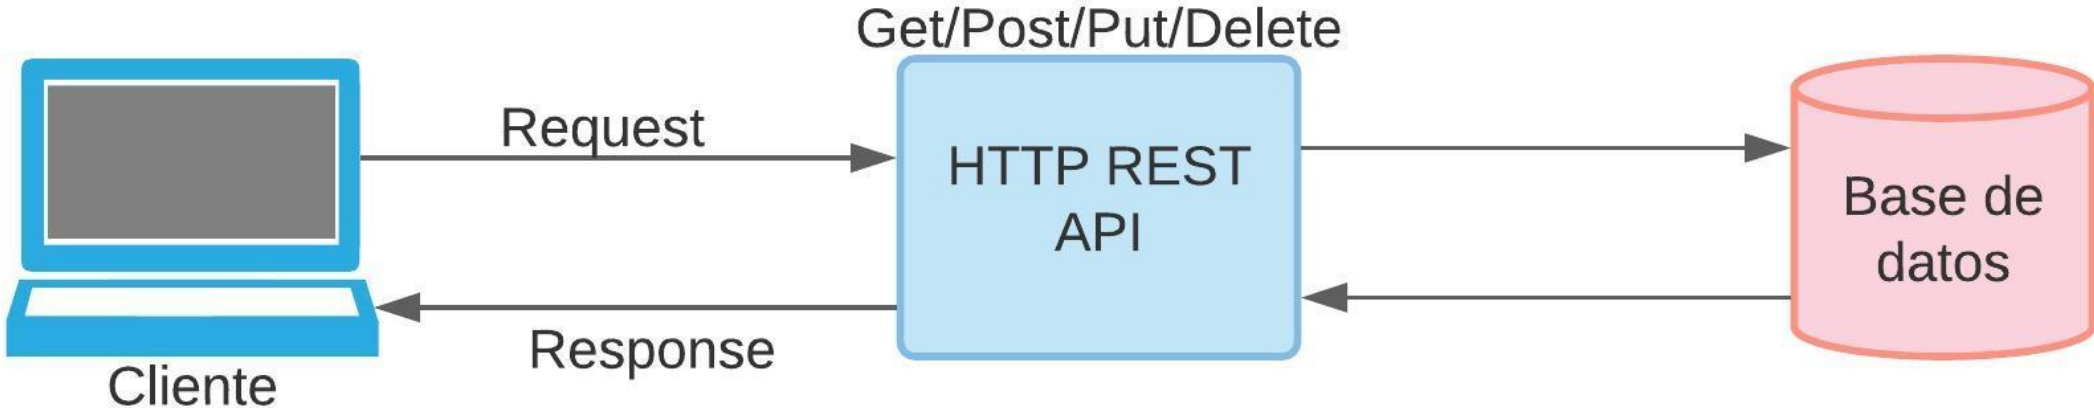 Get/Post/Put/Delete
Request
HTTP REST
API
Base de
datos
Response
Cliente